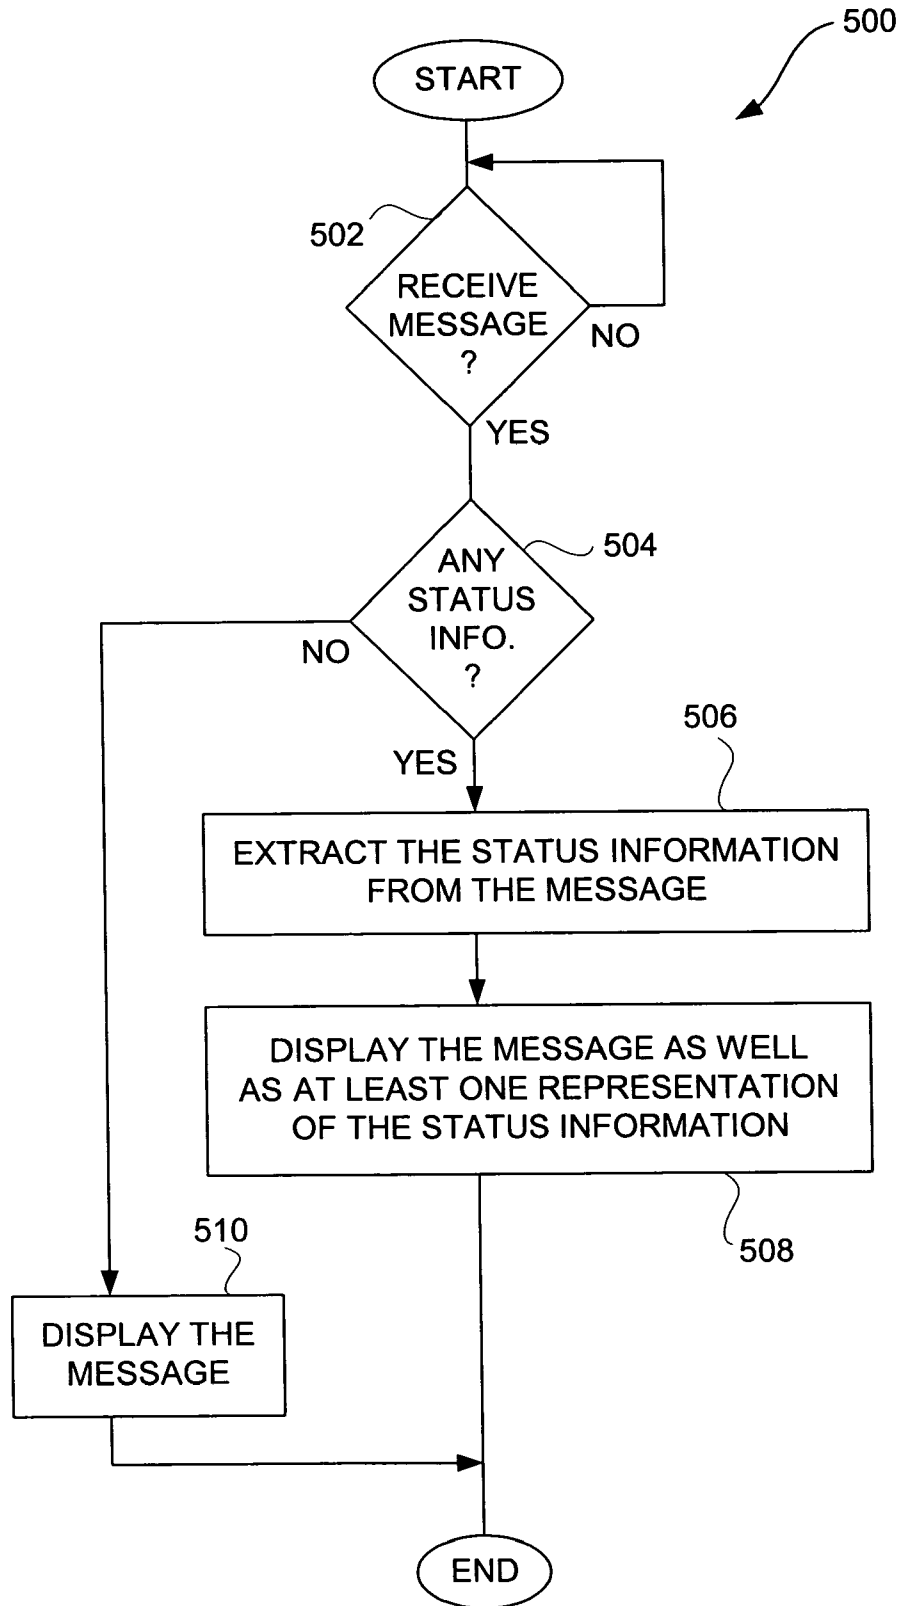 500
START
502
RECEIVE
MESSAGE
?
NO
YES
504
ANY
STATUS
INFO.
?
NO
YES
506
EXTRACT THE STATUS INFORMATION
FROM THE MESSAGE
DISPLAY THE MESSAGE AS WELL
AS AT LEAST ONE REPRESENTATION
OF THE STATUS INFORMATION
508
510
DISPLAY THE
MESSAGE
END